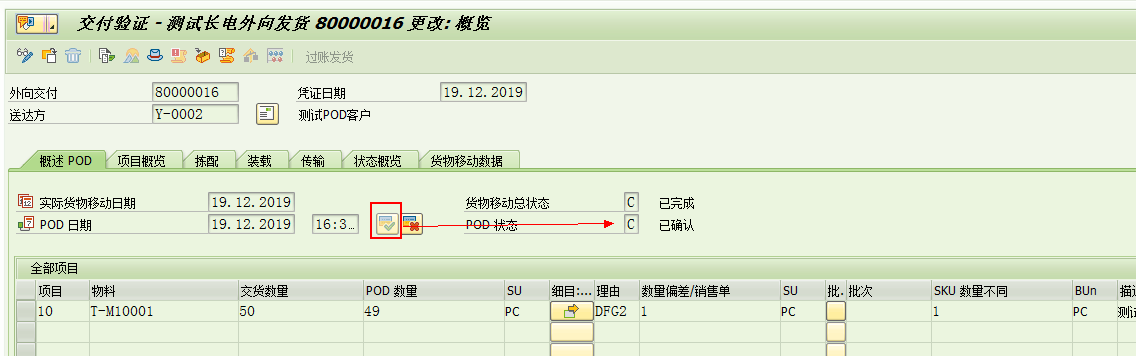 交付验证 - 测试长电外向发货 80000016 更改: 概览
过账发货
外向交付 80000016 凭证日期 19.12.2019
送达方 Y-0002 测试POD客户
概述 POD 项目概览 拣配 装载 传输 状态概览 货物移动数据
实际货物移动日期 19.12.2019 货物移动总状态 C 已完成
POD 日期 19.12.2019 16:3… POD 状态 C 已确认
全部项目
项目 物料 交货数量 POD 数量 SU 细目:… 理由 数量偏差/销售单 SU 批. 批次 SKU 数量不同 BUn 描述
10 T-M10001 50 49 PC DFG2 1 PC 1 PC 测试